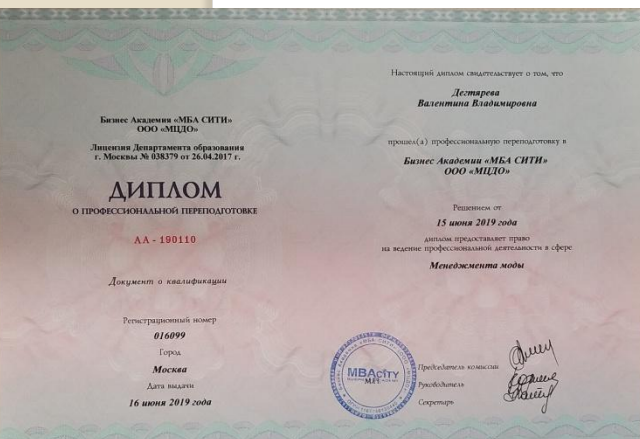 Бизнес Академия «МБА СИТИ»
ООО «МЦДО»
Лицензия Департамента образования
г. Москвы № 038379 от 26.04.2017 г.
ДИПЛОМ
О ПРОФЕССИОНАЛЬНОЙ ПЕРЕПОДГОТОВКЕ
АА - 190110
Документ о квалификации
Регистрационный номер
016099
Город
Москва
Дата выдачи
16 июня 2019 года
Настоящий диплом свидетельствует о том, что
Дегтярева
Валентина Владимировна
прошел(а) профессиональную переподготовку в
Бизнес Академии «МБА СИТИ»
ООО «МЦДО»
Решением от
15 июня 2019 года
диплом предоставляет право
на ведение профессиональной деятельности в сфере
Менеджмента моды
MBAcity
М.П.
Председатель комиссии
Руководитель
Секретарь